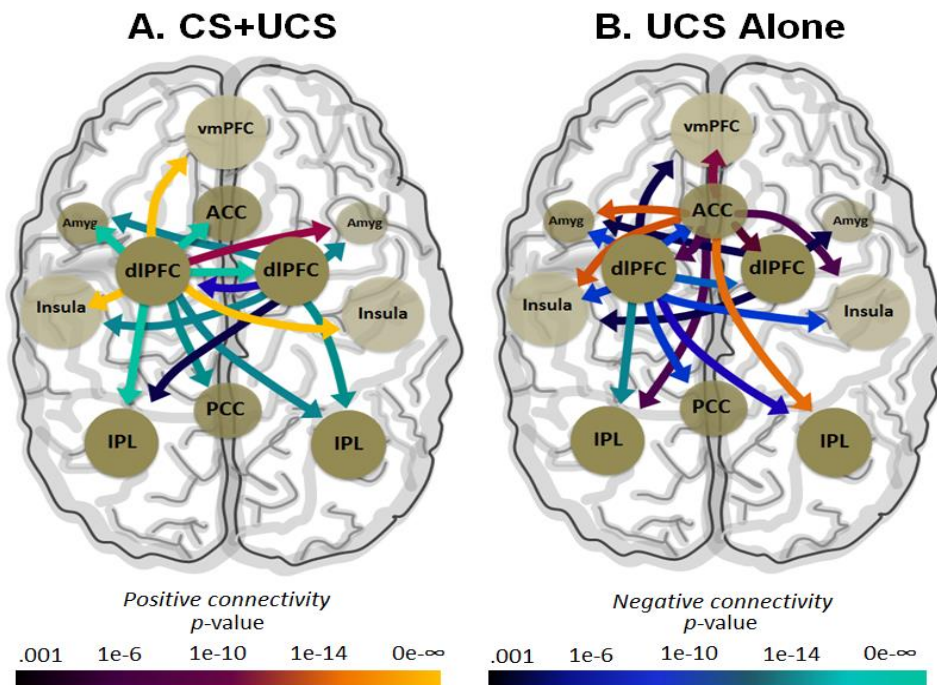 A. CS+UCS
vmPFC
ACC
Amyg
Amyg
dlPFC
dlPFC
Insula
Insula
PCC
IPL
IPL
Positive connectivity
p-value
.001 1e-6 1e-10 1e-14 0e-∞
B. UCS Alone
vmPFC
ACC
Amyg
Amyg
dlPFC
dlPFC
Insula
Insula
PCC
IPL
IPL
Negative connectivity
p-value
.001 1e-6 1e-10 1e-14 0e-∞